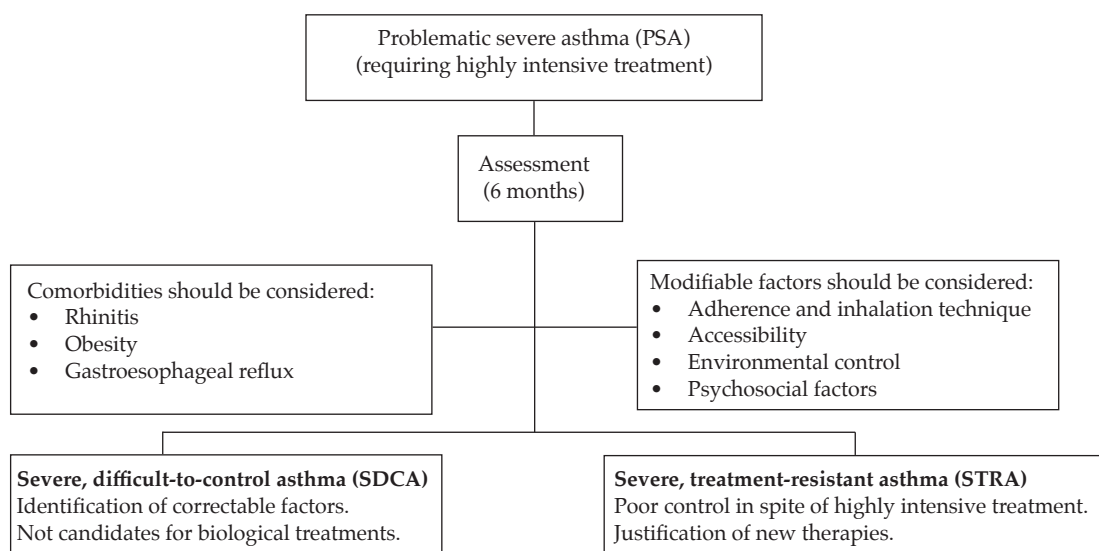 Problematic severe asthma (PSA)
(requiring highly intensive treatment)
Assessment
(6 months)
Comorbidities should be considered:
• Rhinitis
• Obesity
• Gastroesophageal reflux
Modifiable factors should be considered:
• Adherence and inhalation technique
• Accessibility
• Environmental control
• Psychosocial factors
Severe, difficult-to-control asthma (SDCA)
Identification of correctable factors.
Not candidates for biological treatments.
Severe, treatment-resistant asthma (STRA)
Poor control in spite of highly intensive treatment.
Justification of new therapies.